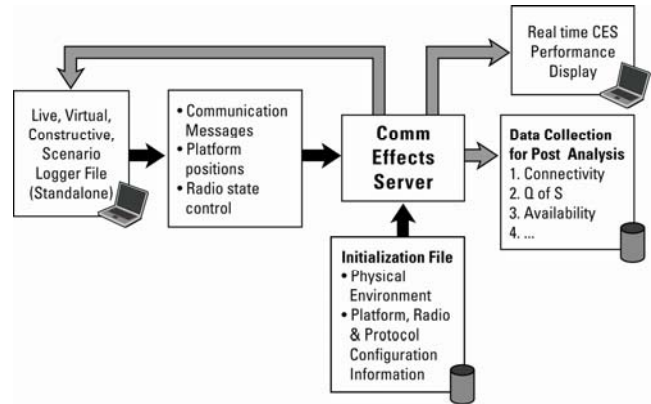 Real time CES
Performance
Display
Live, Virtual,
Constructive,
Scenario
Logger File
(Standalone)
• Communication
Messages
• Platform
positions
• Radio state
control
Comm
Effects
Server
Data Collection
for Post Analysis
1. Connectivity
2. Q of S
3. Availability
4. ...
Initialization File
• Physical
Environment
• Platform, Radio
& Protocol
Configuration
Information